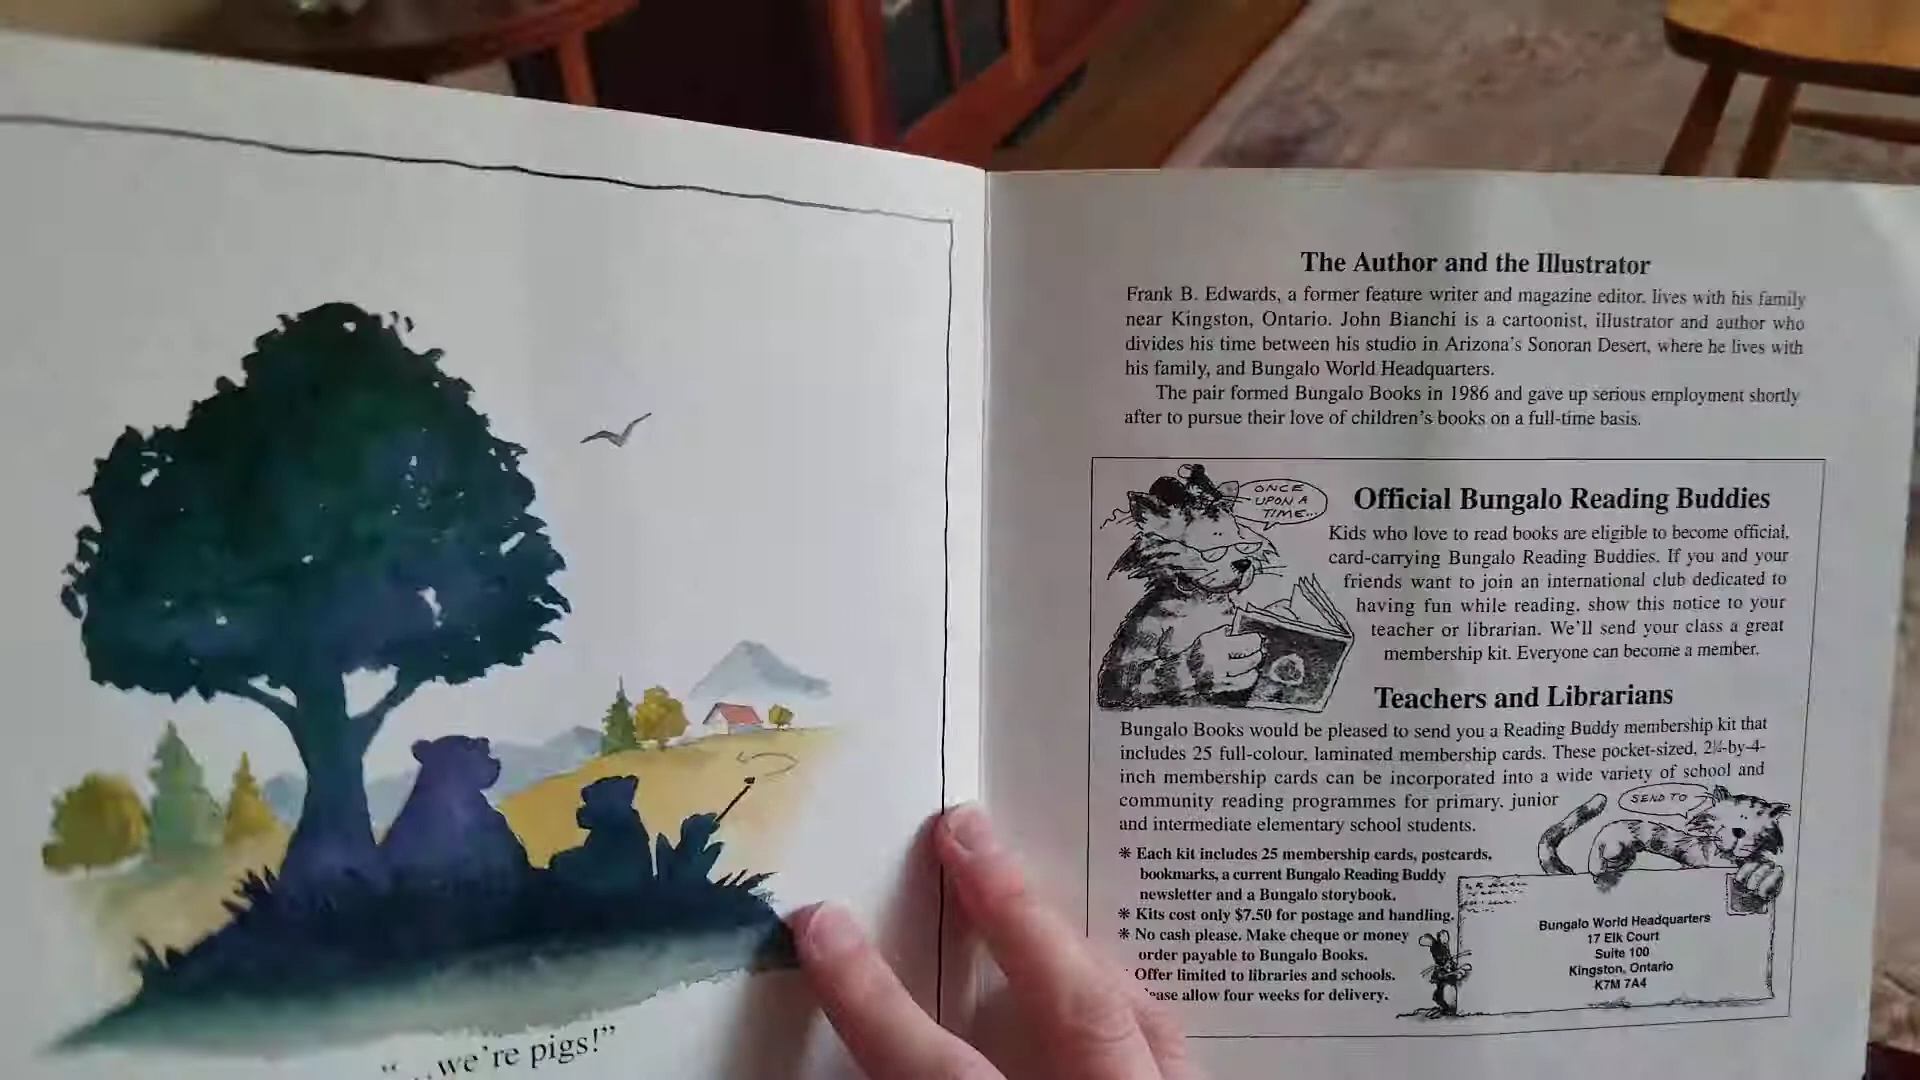 "...we're pigs!"
The Author and the Illustrator
Frank B. Edwards, a former feature writer and magazine editor, lives with his family
near Kingston, Ontario. John Bianchi is a cartoonist, illustrator and author who
divides his time between his studio in Arizona's Sonoran Desert, where he lives with
his family, and Bungalo World Headquarters.
The pair formed Bungalo Books in 1986 and gave up serious employment shortly
after to pursue their love of children's books on a full-time basis.
ONCE
UPON A
TIME...
Official Bungalo Reading Buddies
Kids who love to read books are eligible to become official,
card-carrying Bungalo Reading Buddies. If you and your
friends want to join an international club dedicated to
having fun while reading, show this notice to your
teacher or librarian. We'll send your class a great
membership kit. Everyone can become a member.
Teachers and Librarians
Bungalo Books would be pleased to send you a Reading Buddy membership kit that
includes 25 full-colour, laminated membership cards. These pocket-sized, 2¼-by-4-
inch membership cards can be incorporated into a wide variety of school and
community reading programmes for primary, junior
and intermediate elementary school students.
SEND TO
* Each kit includes 25 membership cards, postcards,
bookmarks, a current Bungalo Reading Buddy
newsletter and a Bungalo storybook.
* Kits cost only $7.50 for postage and handling.
* No cash please. Make cheque or money
order payable to Bungalo Books.
Offer limited to libraries and schools.
allow four weeks for delivery.
Bungalo World Headquarters
17 Elk Court
Suite 100
Kingston, Ontario
K7M 7A4